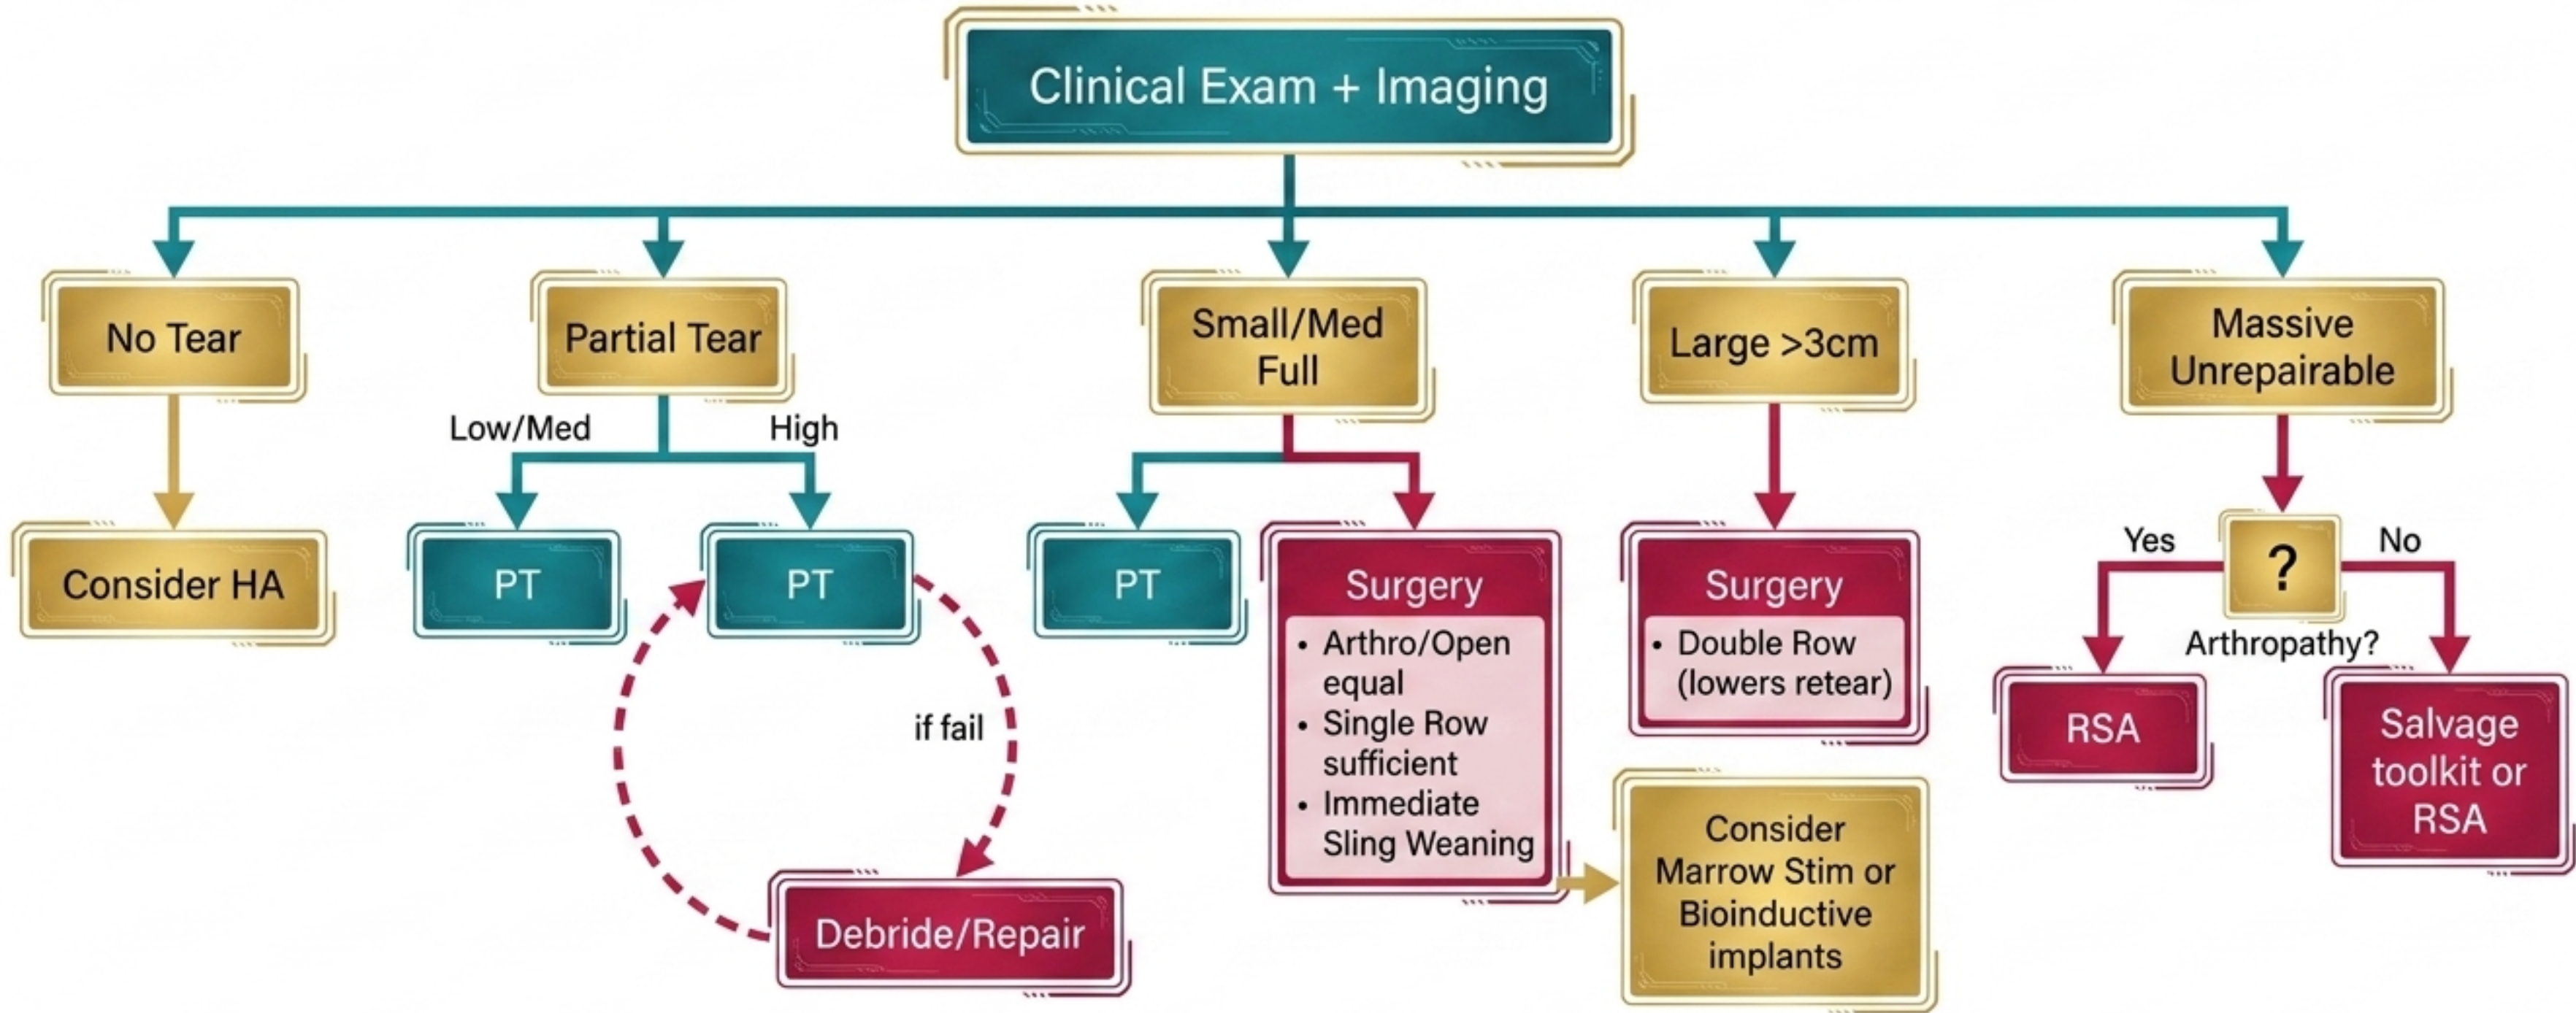 Clinical Exam + Imaging
No Tear
Partial Tear
Small/Med
Full
Large >3cm
Massive
Unrepairable
Low/Med
High
Consider HA
PT
PT
if fail
Debride/Repair
PT
Surgery
• Arthro/Open
equal
• Single Row
sufficient
• Immediate
Sling Weaning
Surgery
• Double Row
(lowers retear)
Consider
Marrow Stim or
Bioinductive
implants
Yes
?
No
Arthropathy?
RSA
Salvage
toolkit or
RSA